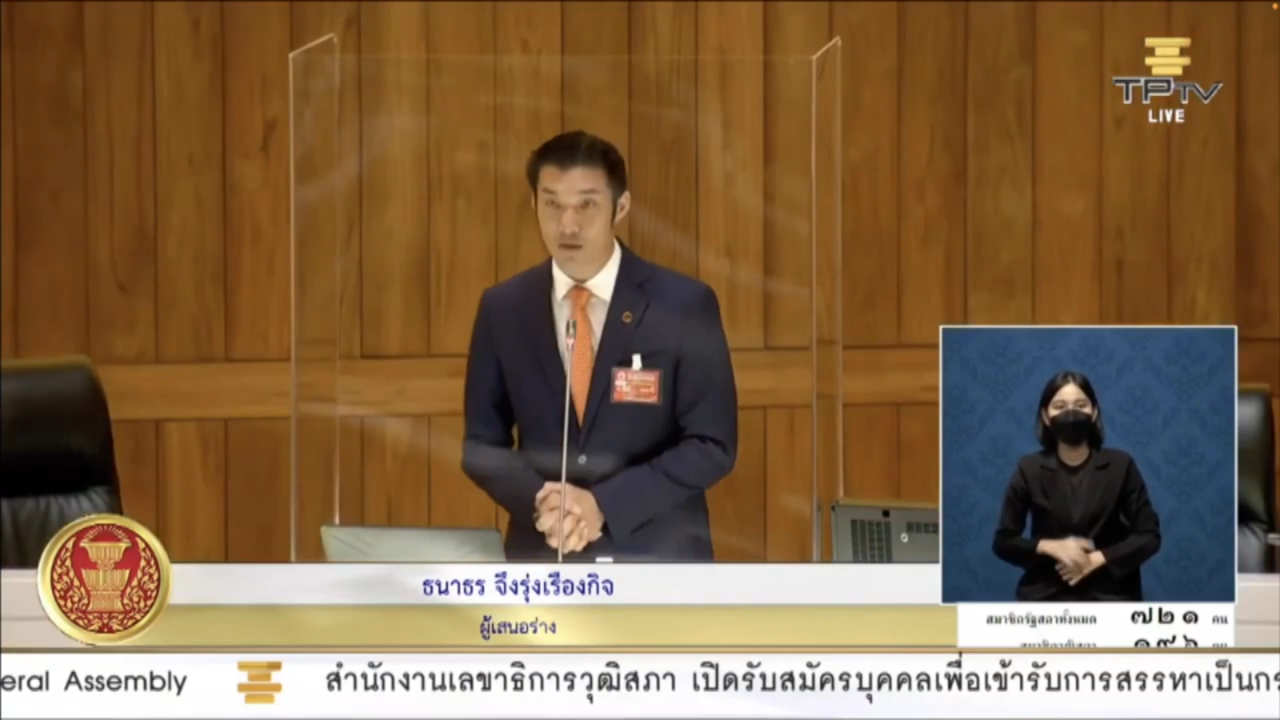 TPTV
LIVE
ธนาธร จึงรุ่งเรืองกิจ
ผู้เสนอร่าง
สมาชิกรัฐสภาทั้งหมด ๗๒๑ คน
eral Assembly สำนักงานเลขาธิการวุฒิสภา เปิดรับสมัครบุคคลเพื่อเข้ารับการสรรหาเป็นกร